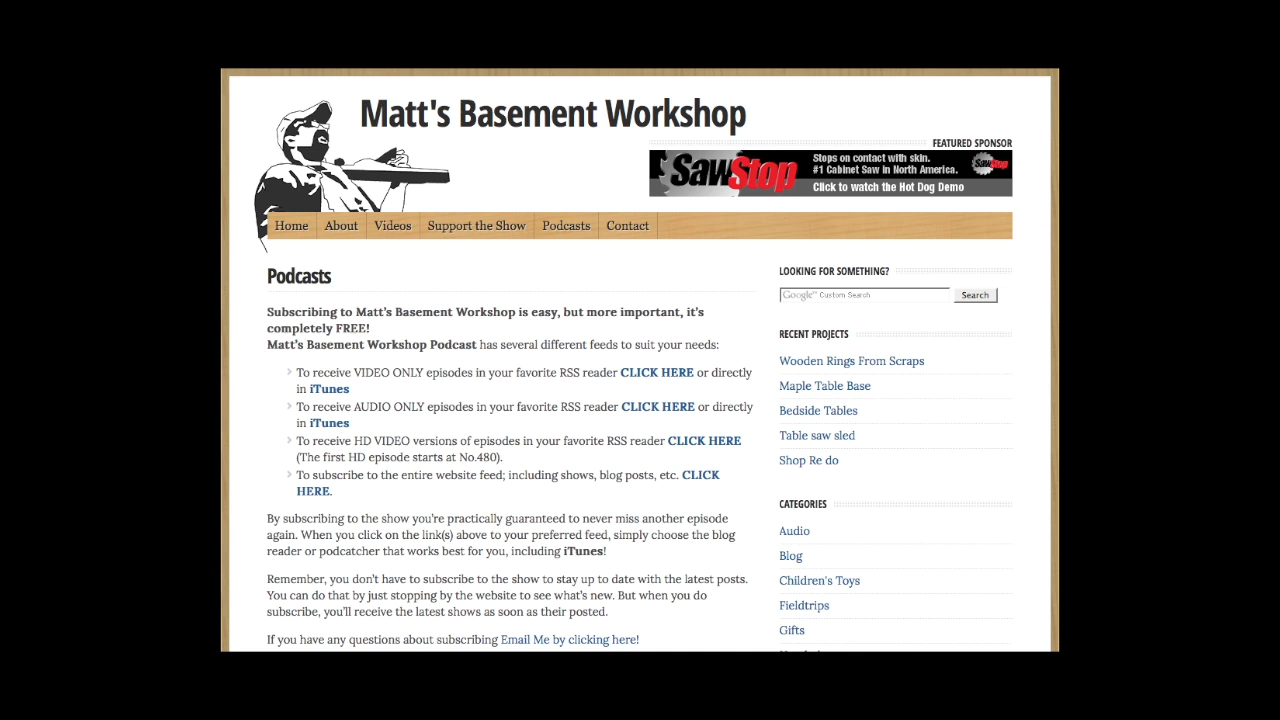 Matt's Basement Workshop
FEATURED SPONSOR
SawStop
Stops on contact with skin.
#1 Cabinet Saw in North America.
Click to watch the Hot Dog Demo
SawStop
Home About Videos Support the Show Podcasts Contact
Podcasts
Subscribing to Matt's Basement Workshop is easy, but more important, it's
completely FREE!
Matt's Basement Workshop Podcast has several different feeds to suit your needs:
To receive VIDEO ONLY episodes in your favorite RSS reader CLICK HERE or directly
in iTunes
To receive AUDIO ONLY episodes in your favorite RSS reader CLICK HERE or directly
in iTunes
To receive HD VIDEO versions of episodes in your favorite RSS reader CLICK HERE
(The first HD episode starts at No.480).
To subscribe to the entire website feed; including shows, blog posts, etc. CLICK
HERE.
By subscribing to the show you're practically guaranteed to never miss another episode
again. When you click on the link(s) above to your preferred feed, simply choose the blog
reader or podcatcher that works best for you, including iTunes!
Remember, you don't have to subscribe to the show to stay up to date with the latest posts.
You can do that by just stopping by the website to see what's new. But when you do
subscribe, you'll receive the latest shows as soon as their posted.
If you have any questions about subscribing Email Me by clicking here!
LOOKING FOR SOMETHING?
Google™ Custom Search
Search
RECENT PROJECTS
Wooden Rings From Scraps
Maple Table Base
Bedside Tables
Table saw sled
Shop Re do
CATEGORIES
Audio
Blog
Children's Toys
Fieldtrips
Gifts